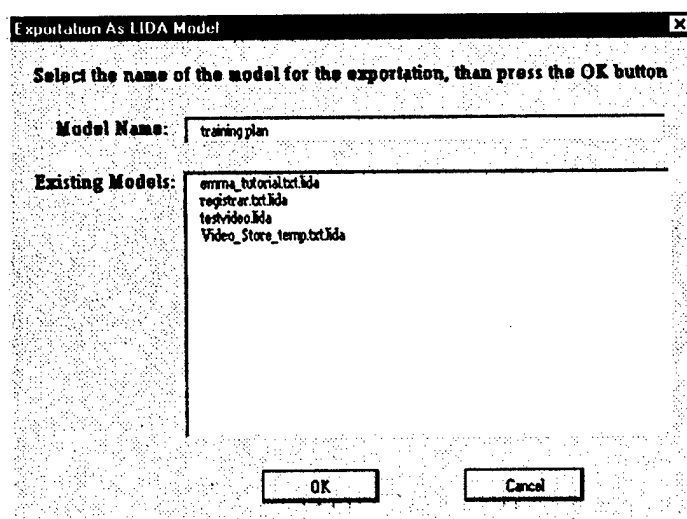 Exportation As LIDA Model
Select the name of the model for the exportation, than press the OK button
Model Name: training plan
Existing Models:
emma_tutorial.txt.lida
registrar.txt.lida
testvideo.lida
Video_Store_temp.txt.lida
OK Cancel